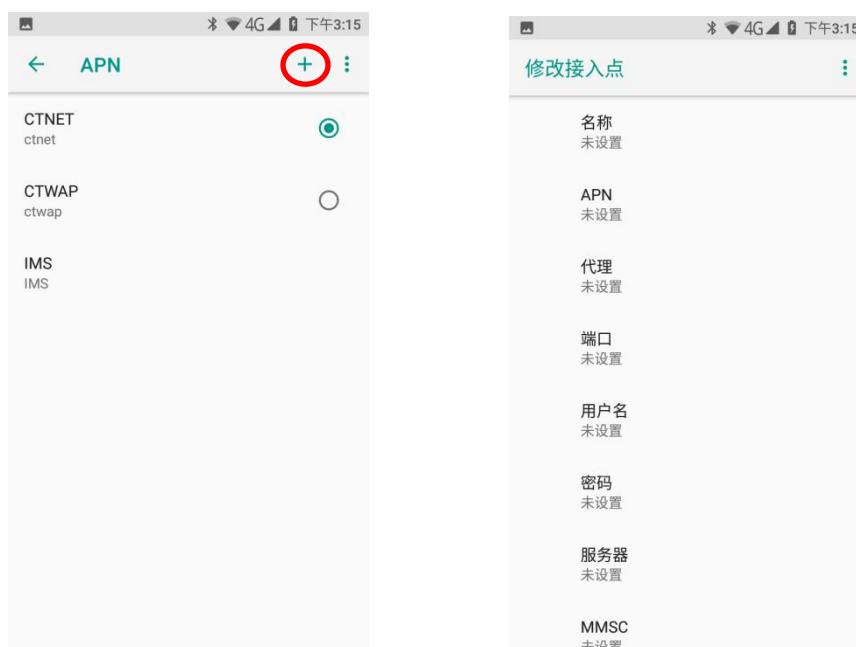 4G 下午3:15
APN
CTNET
ctnet
CTWAP
ctwap
IMS
IMS
4G 下午3:15
修改接入点
名称
未设置
APN
未设置
代理
未设置
端口
未设置
用户名
未设置
密码
未设置
服务器
未设置
MMSC
未设置